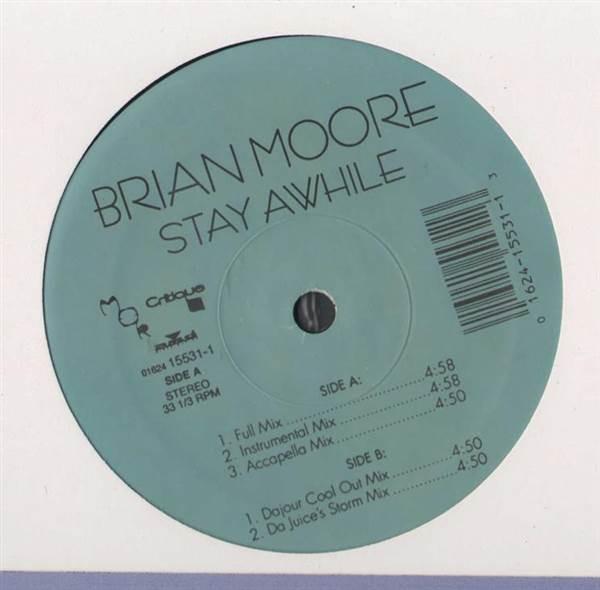 BRIAN MOORE
STAY AWHILE
MOR
Critique
BMG
01624 15531-1
SIDE A
STEREO
33 1/3 RPM
0 1624-15531-1 3
SIDE A:
1. Full Mix ........................ 4:58
2. Instrumental Mix ............ 4:58
3. Accapella Mix ................ 4:50
SIDE B:
1. Dajour Cool Out Mix ............ 4:50
2. Da Juice's Storm Mix ............ 4:50